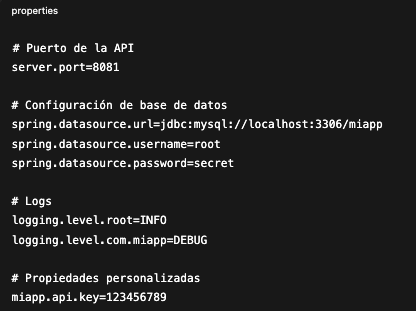 properties
# Puerto de la API
server.port=8081
# Configuración de base de datos
spring.datasource.url=jdbc:mysql://localhost:3306/miapp
spring.datasource.username=root
spring.datasource.password=secret
# Logs
logging.level.root=INFO
logging.level.com.miapp=DEBUG
# Propiedades personalizadas
miapp.api.key=123456789